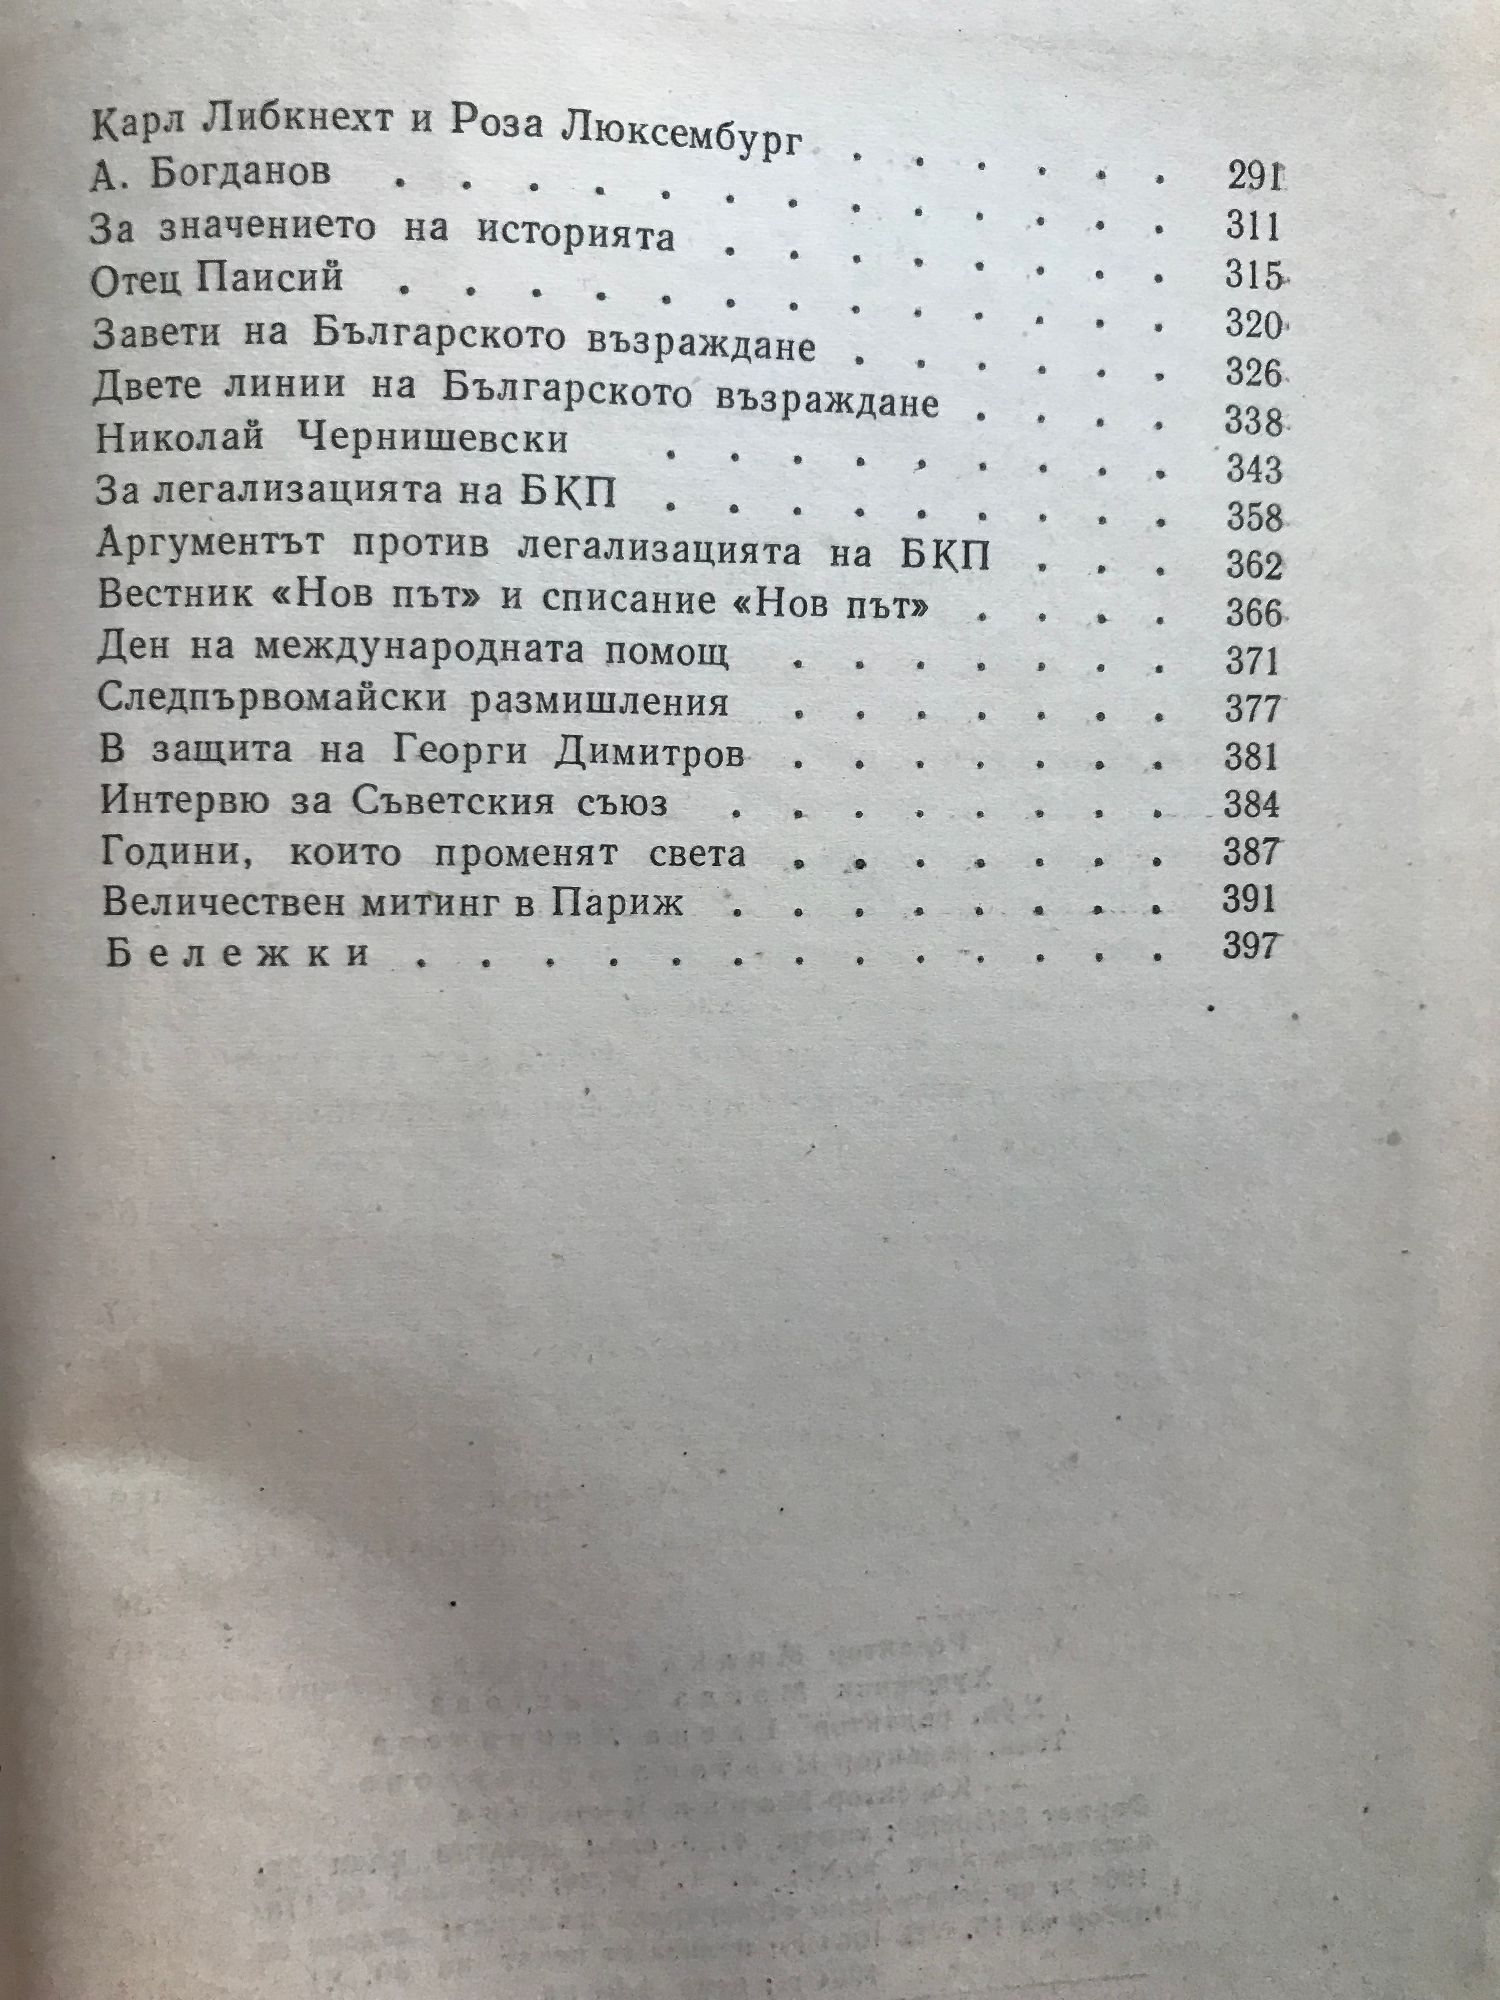 Карл Либкнехт и Роза Люксембург . . . . . . 291
А. Богданов . . . . . . . . . . . . . 311
За значението на историята . . . . . . . . 315
Отец Паисий . . . . . . . . . . . . . 320
Завети на Българското възраждане . . . . . . 326
Двете линии на Българското възраждане . . . . 338
Николай Чернишевски . . . . . . . . . 343
За легализацията на БКП . . . . . . . . . 358
Аргументът против легализацията на БКП . . . 362
Вестник «Нов път» и списание «Нов път» . . . . 366
Ден на международната помощ . . . . . . . 371
Следпървомайски размишления . . . . . . . 377
В защита на Георги Димитров . . . . . . . 381
Интервю за Съветския съюз . . . . . . . . 384
Години, които променят света . . . . . . . 387
Величествен митинг в Париж . . . . . . . . 391
Бележки . . . . . . . . . . . . . 397